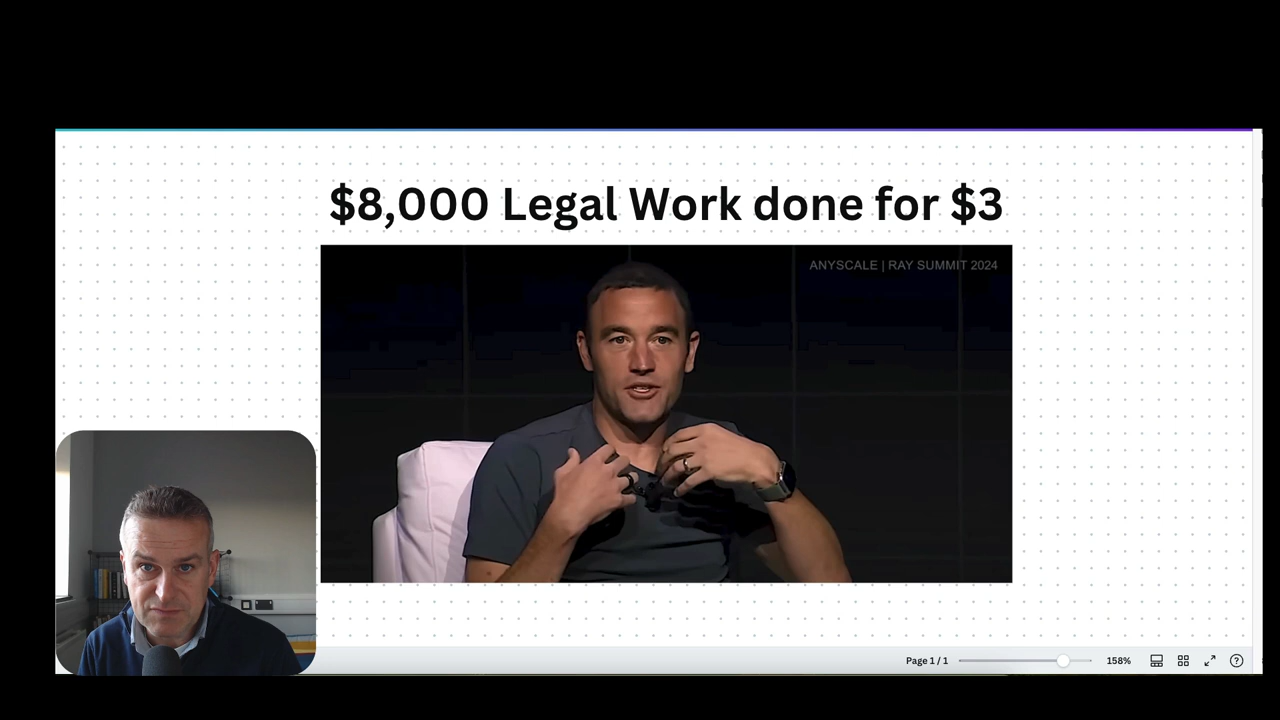 $8,000 Legal Work done for $3
ANYSCALE | RAY SUMMIT 2024
Page 1 / 1
158%